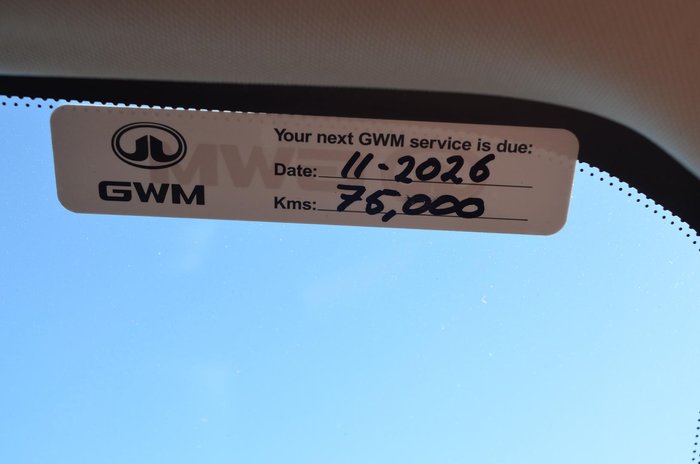 Your next GWM service is due:
Date: 11-2026
GWM
Kms: 75,000